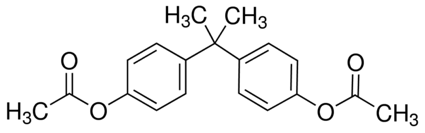 H₃C CH₃
O O
H₃C O O CH₃